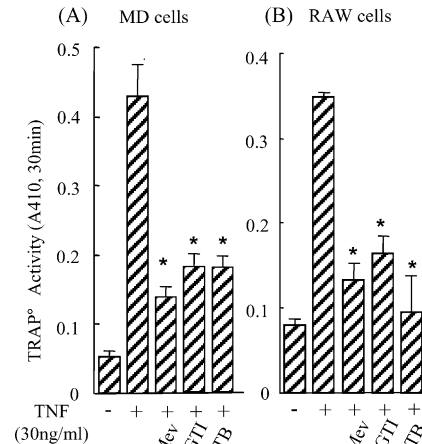 (A) MD cells
(B) RAW cells
TRAPº Activity (A410, 30min)
0.5
0.4
0.3
0.2
0.1
0
* * *
0.4
0.3
0.2
0.1
0
* * *
TNF - + + + + - + + + +
(30ng/ml)